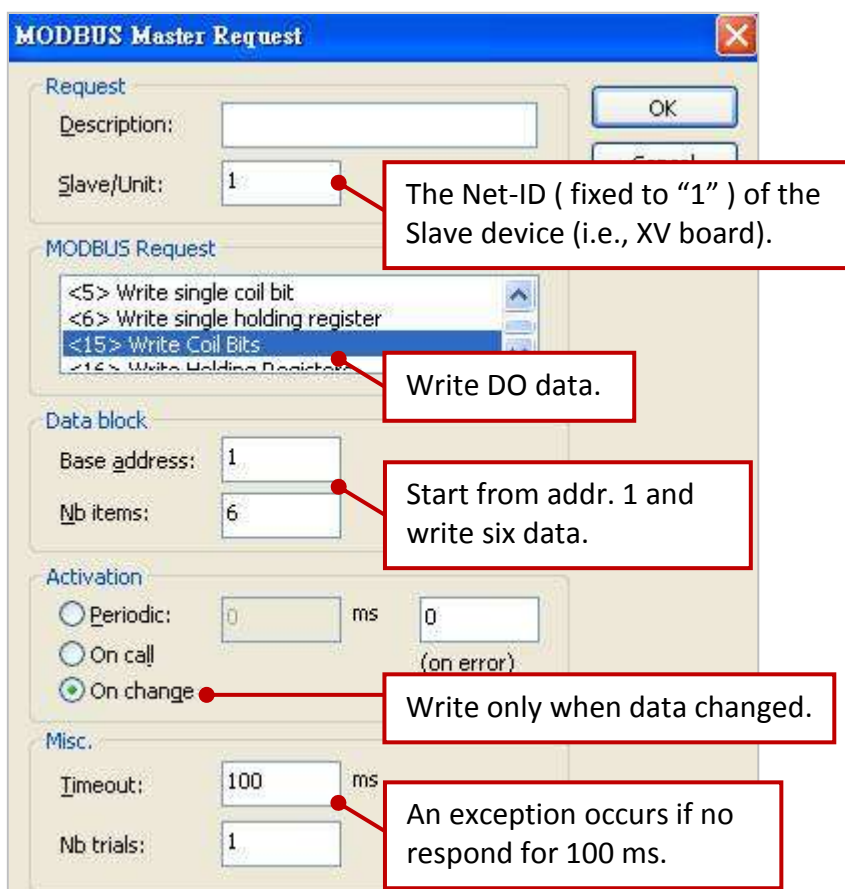 MODBUS Master Request
Request
OK
Description:
Slave/Unit:
1
The Net-ID ( fixed to “1” ) of the
Slave device (i.e., XV board).
MODBUS Request
<5> Write single coil bit
<6> Write single holding register
<15> Write Coil Bits
<16> Write Holding Registers
Write DO data.
Data block
Base address:
1
Nb items:
6
Start from addr. 1 and
write six data.
Activation
Periodic:
0
ms
0
On call
(on error)
On change
Write only when data changed.
Misc.
Timeout:
100
ms
Nb trials:
1
An exception occurs if no
respond for 100 ms.